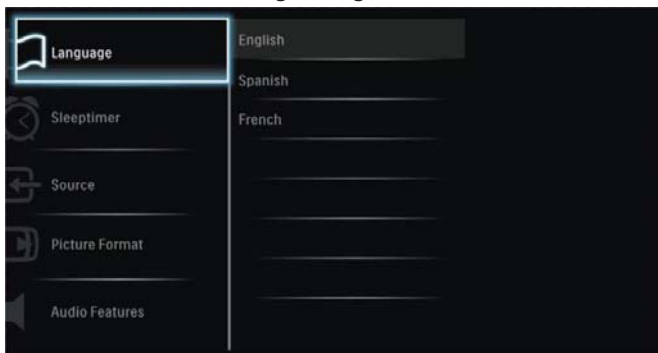 Language
Sleeptimer
Source
Picture Format
Audio Features
English
Spanish
French